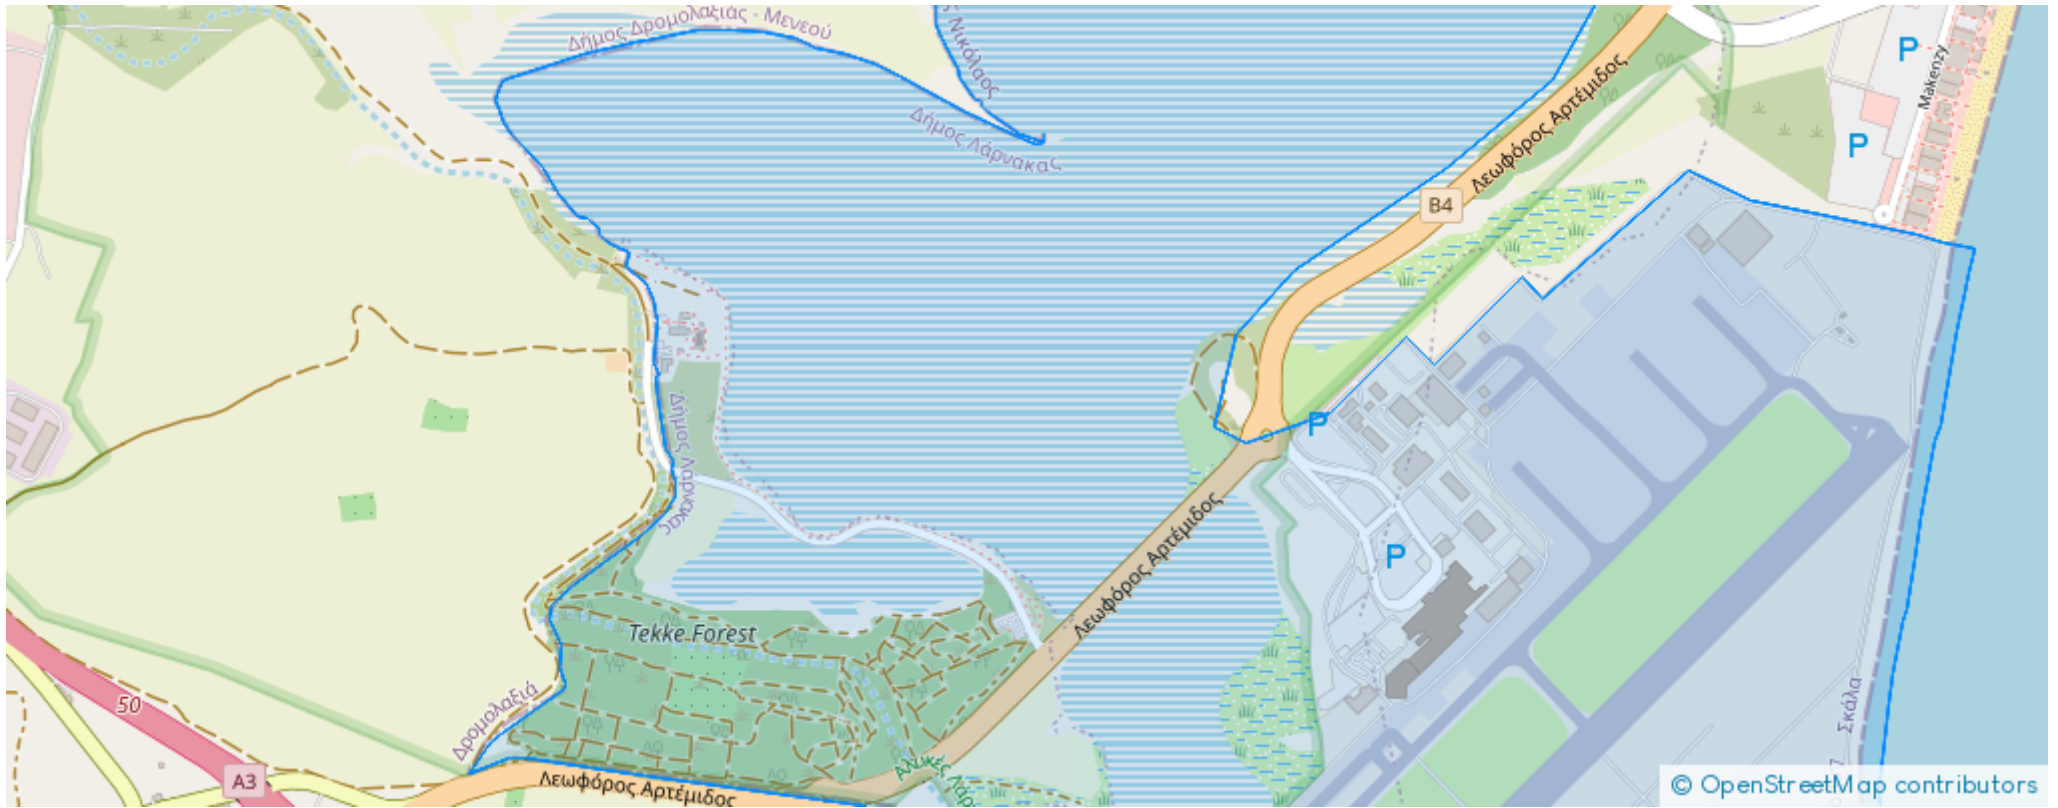 Δήμος Δρομολαξιάς - Μενεού
Νικόλαος
Δήμος Λάρνακας
Λεωφόρος Αρτέμιδος
B4
P
Makenzy
P
Δήμος Λάρνακας
P
Λεωφόρος Αρτέμιδος
P
Tekke Forest
Δρομολαξιά
50
A3
Λεωφόρος Αρτέμιδος
Αλυκές Λάρ
Σκάλα
© OpenStreetMap contributors